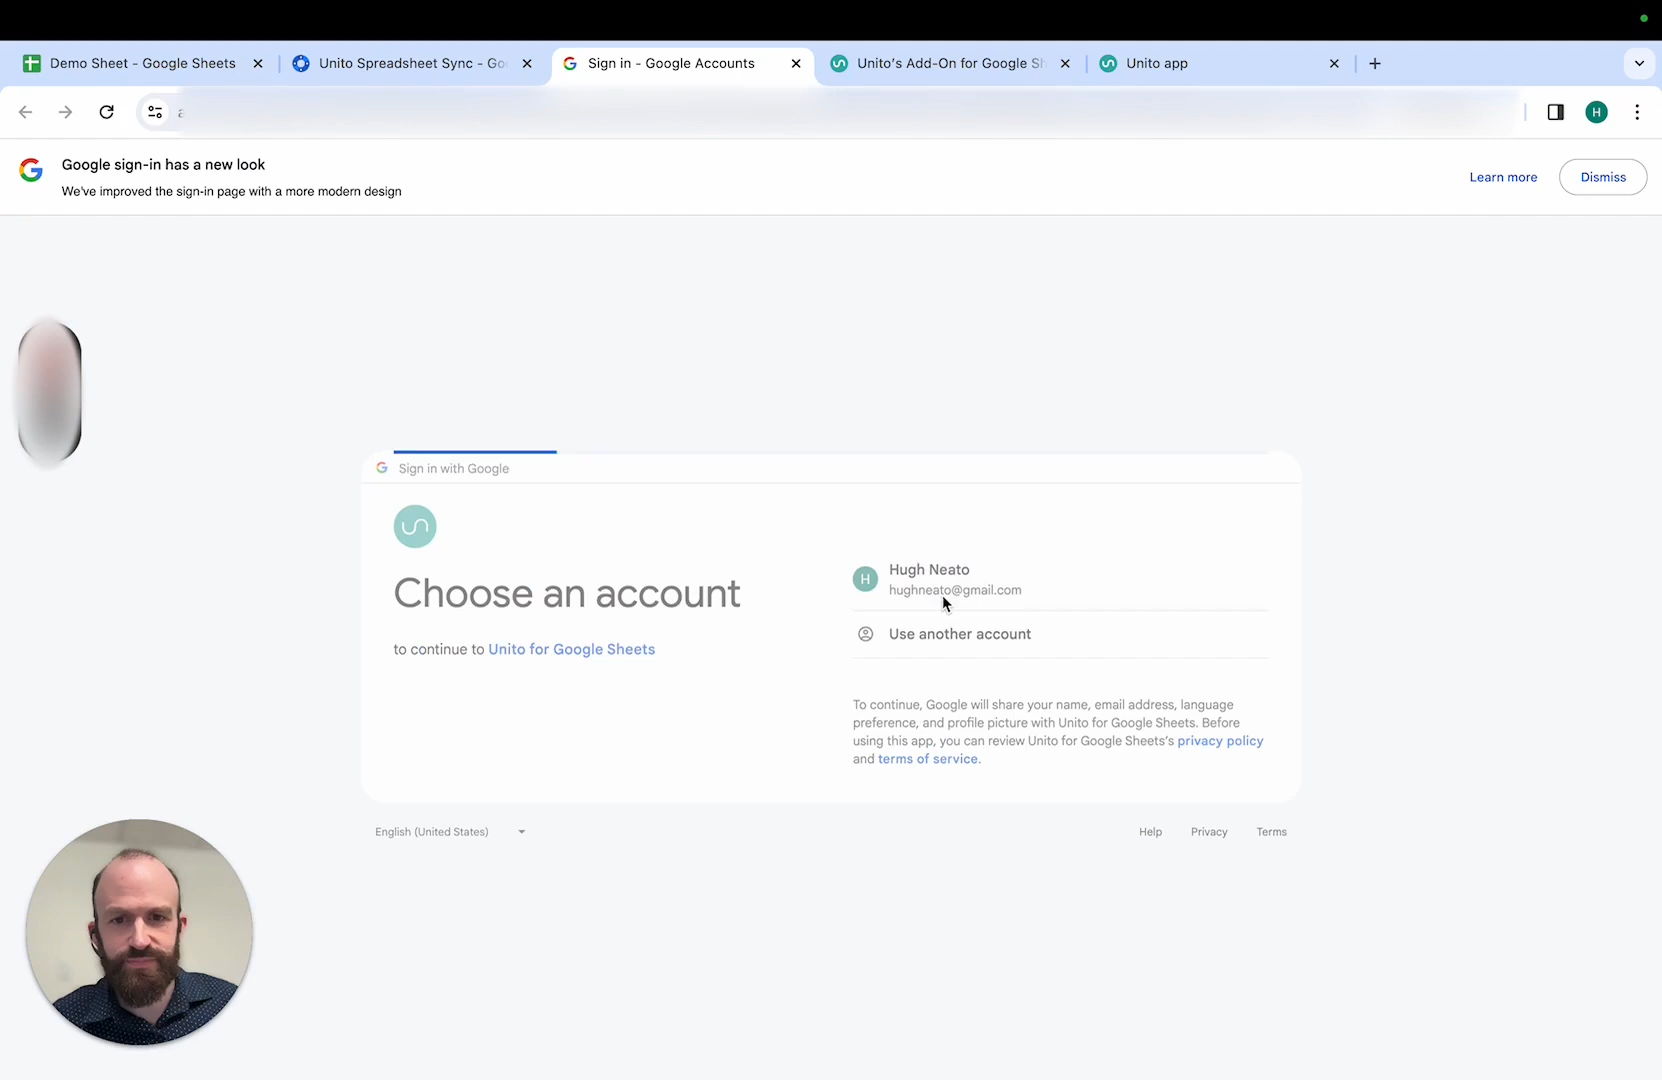 Demo Sheet - Google Sheets
Unito Spreadsheet Sync - Go
Sign in - Google Accounts
Unito's Add-On for Google Sh
Unito app
a
H
Google sign-in has a new look
We've improved the sign-in page with a more modern design
Learn more
Dismiss
Sign in with Google
Choose an account
to continue to Unito for Google Sheets
H
Hugh Neato
hughneato@gmail.com
Use another account
To continue, Google will share your name, email address, language
preference, and profile picture with Unito for Google Sheets. Before
using this app, you can review Unito for Google Sheets's privacy policy
and terms of service.
English (United States)
Help
Privacy
Terms